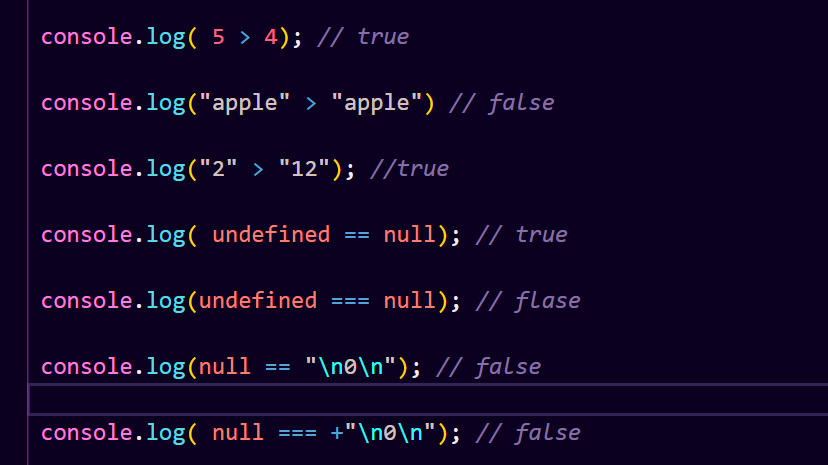 console.log( 5 > 4); // true
console.log("apple" > "apple") // false
console.log("2" > "12"); //true
console.log( undefined == null); // true
console.log(undefined === null); // flase
console.log(null == "\n0\n"); // false
console.log( null === +"\n0\n"); // false